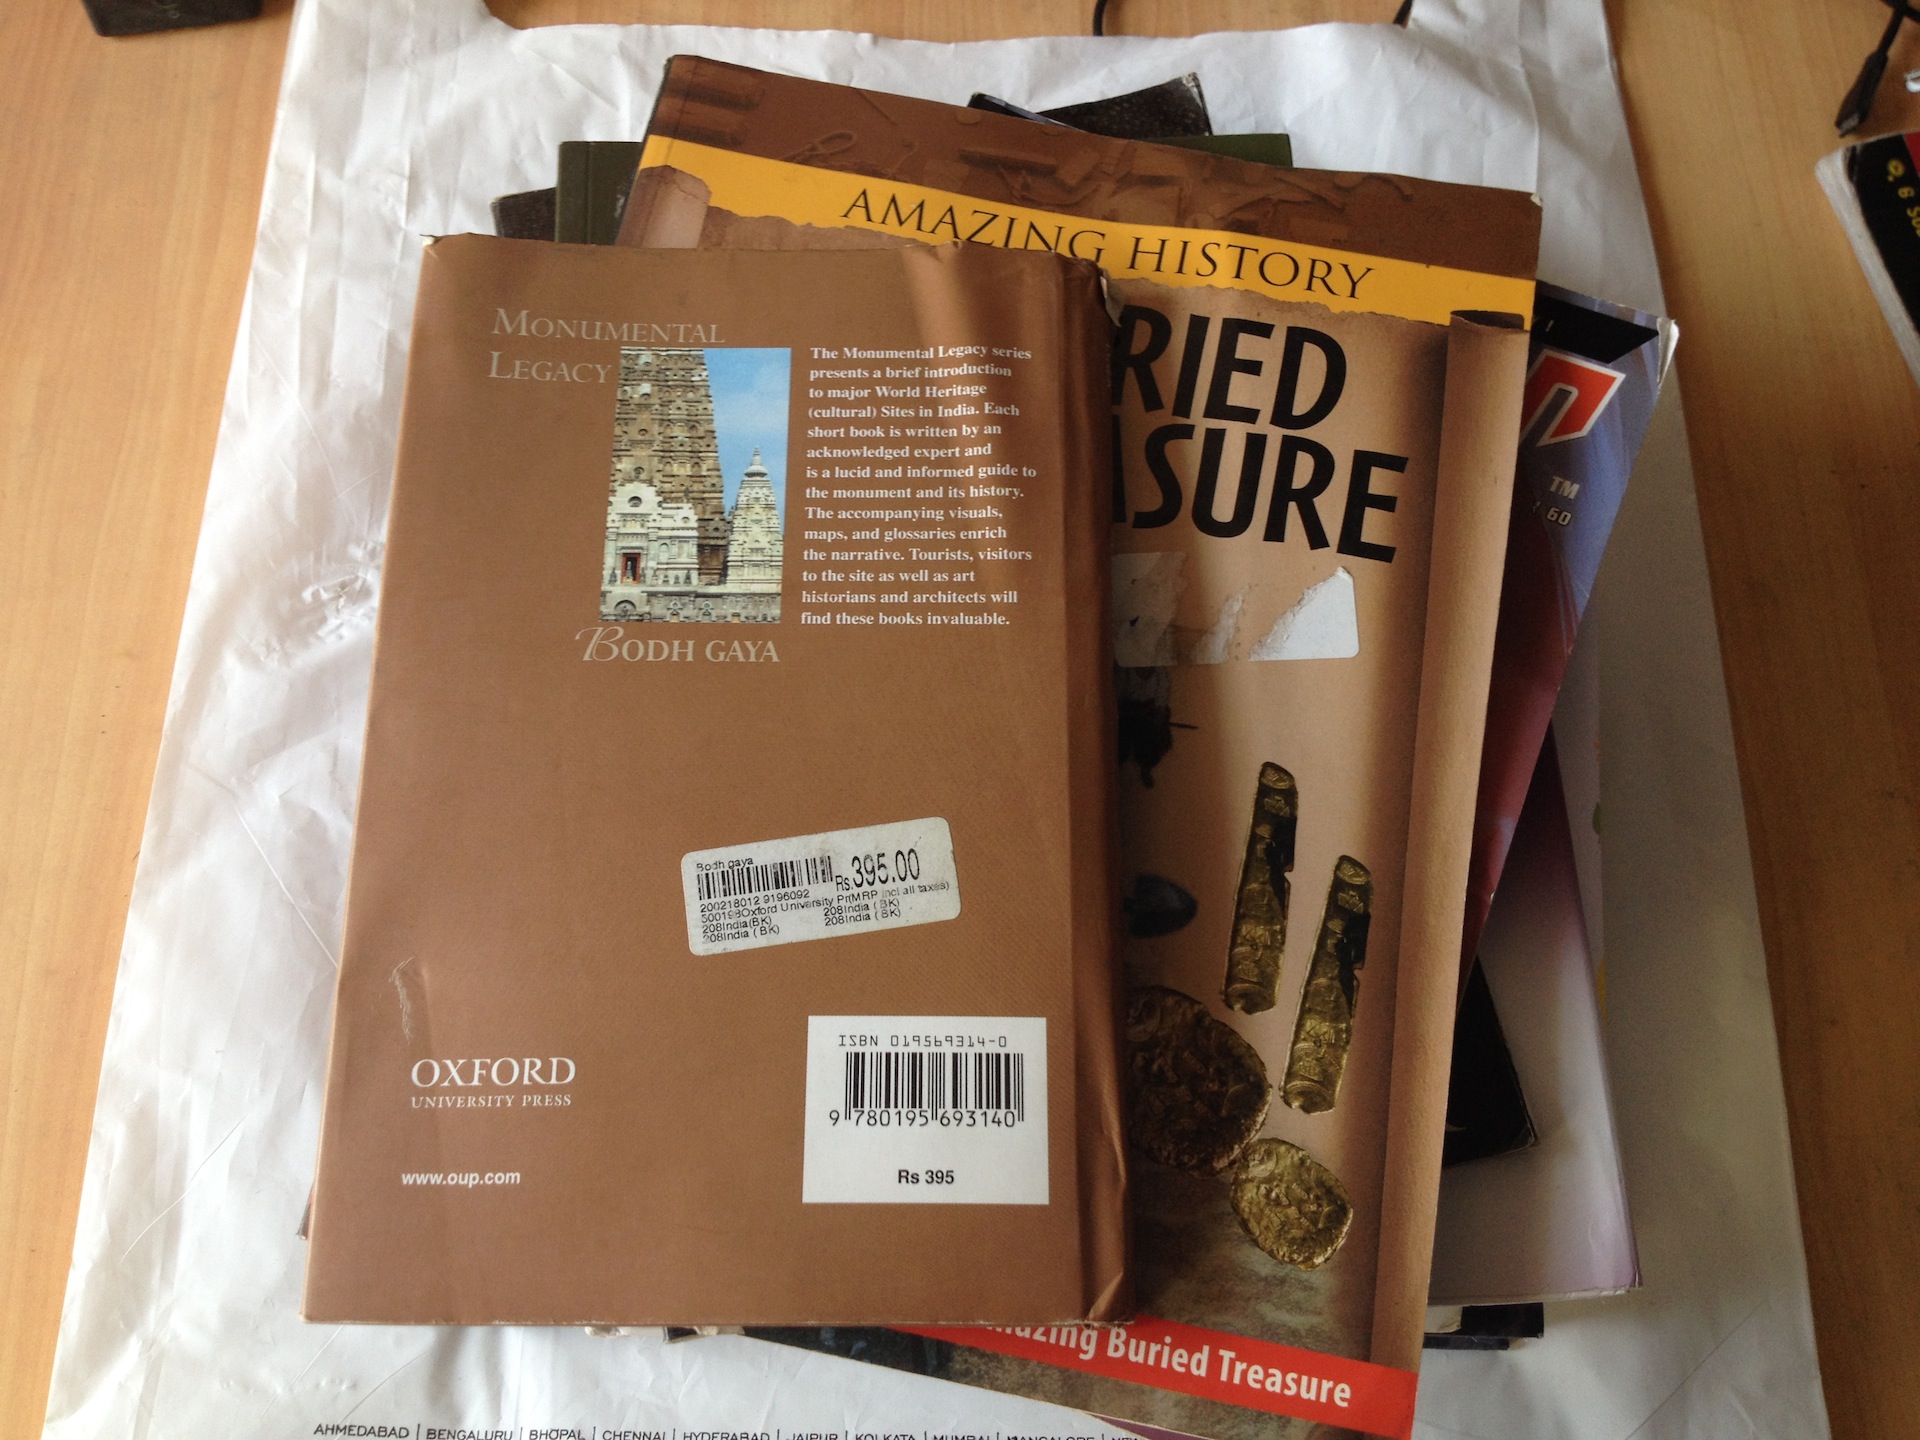 AMAZING HISTORY
RIED
ASURE
TM
60
MONUMENTAL
LEGACY
The Monumental Legacy series
presents a brief introduction
to major World Heritage
(cultural) Sites in India. Each
short book is written by an
acknowledged expert and
is a lucid and informed guide to
the monument and its history.
The accompanying visuals,
maps, and glossaries enrich
the narrative. Tourists, visitors
to the site as well as art
historians and architects will
find these books invaluable.
BODH GAYA
Bodh gaya
Rs.395.00
200218012 9196092
500198Oxford University Pr(MRP incl all taxes)
208India(BK) 208India ( BK)
208India ( BK) 208India ( BK)
OXFORD
UNIVERSITY PRESS
www.oup.com
ISBN 019569314-0
9 780195 693140
Rs 395
Amazing Buried Treasure
AHMEDABAD | BENGALURU | BHOPAL | CHENNAI | HYDERABAD | JAIPUR | KOLKATA | MUMBAI | MANGALORE